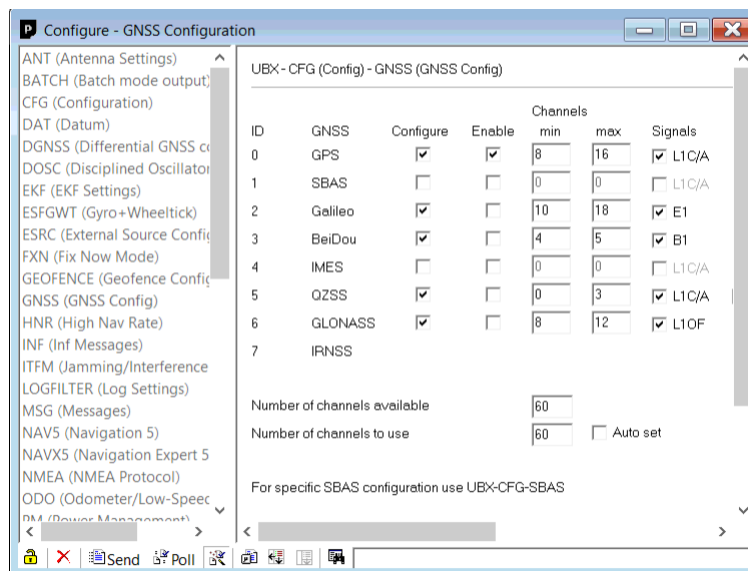 Configure - GNSS Configuration
ANT (Antenna Settings)
BATCH (Batch mode output)
CFG (Configuration)
DAT (Datum)
DGNSS (Differential GNSS co
DOSC (Disciplined Oscillator
EKF (EKF Settings)
ESFGWT (Gyro+Wheeltick)
ESRC (External Source Config
FXN (Fix Now Mode)
GEOFENCE (Geofence Config
GNSS (GNSS Config)
HNR (High Nav Rate)
INF (Inf Messages)
ITFM (Jamming/Interference
LOGFILTER (Log Settings)
MSG (Messages)
NAV5 (Navigation 5)
NAVX5 (Navigation Expert 5
NMEA (NMEA Protocol)
ODO (Odometer/Low-Speed
PM (Power Management)
UBX - CFG (Config) - GNSS (GNSS Config)
Channels
ID GNSS Configure Enable min max Signals
0 GPS 8 16 L1C/A
1 SBAS 0 0 L1C/A
2 Galileo 10 18 E1
3 BeiDou 4 5 B1
4 IMES 0 0 L1C/A
5 QZSS 0 3 L1C/A
6 GLONASS 8 12 L1OF
7 IRNSS
Number of channels available 60
Number of channels to use 60 Auto set
For specific SBAS configuration use UBX-CFG-SBAS
Send Poll